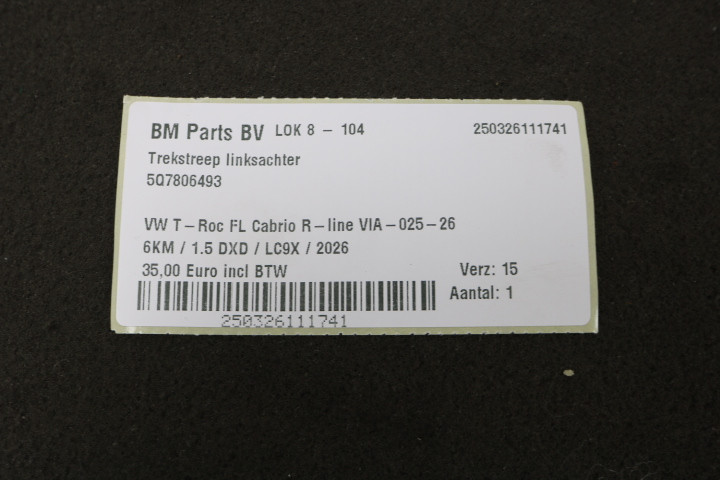 BM Parts BV LOK 8 - 104 250326111741
Trekstreep linksachter
5Q7806493
VW T-Roc FL Cabrio R-line VIA-025-26
6KM / 1.5 DXD / LC9X / 2026
35,00 Euro incl BTW Verz: 15
Aantal: 1
250326111741